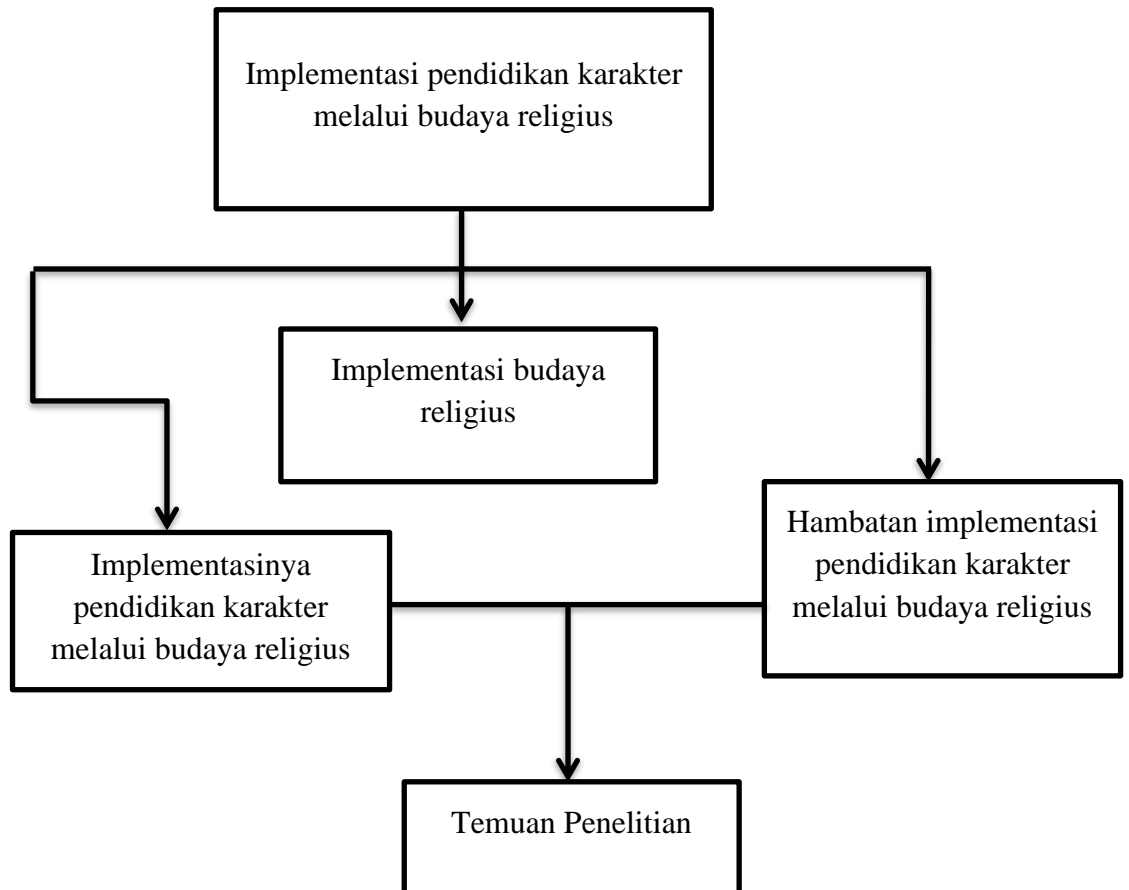 Implementasi pendidikan karakter
melalui budaya religius
Implementasi budaya
religius
Implementasinya
pendidikan karakter
melalui budaya religius
Hambatan implementasi
pendidikan karakter
melalui budaya religius
Temuan Penelitian